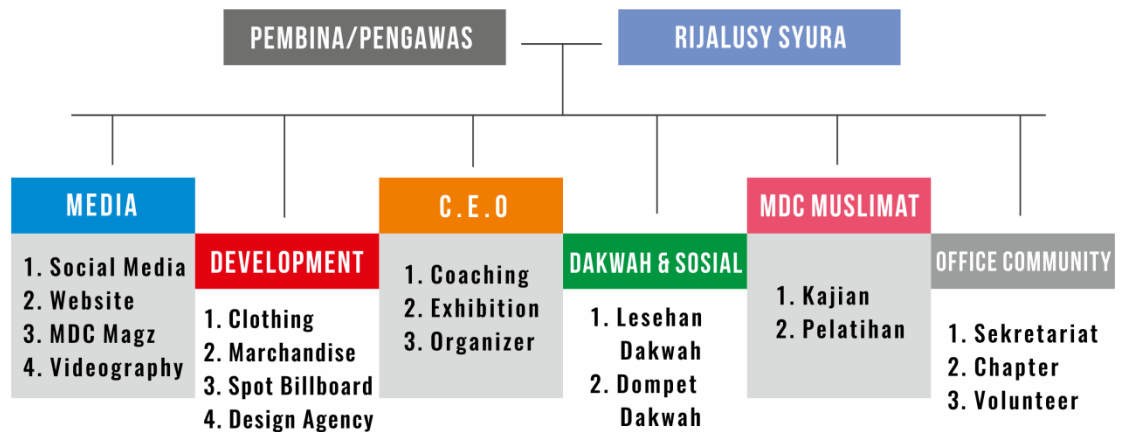 PEMBINA/PENGAWAS
RIJALUSY SYURA
MEDIA
1. Social Media
2. Website
3. MDC Magz
4. Videography
DEVELOPMENT
1. Clothing
2. Marchandise
3. Spot Billboard
4. Design Agency
C.E.O
1. Coaching
2. Exhibition
3. Organizer
DAKWAH & SOSIAL
1. Lesehan
Dakwah
2. Dompet
Dakwah
MDC MUSLIMAT
1. Kajian
2. Pelatihan
OFFICE COMMUNITY
1. Sekretariat
2. Chapter
3. Volunteer